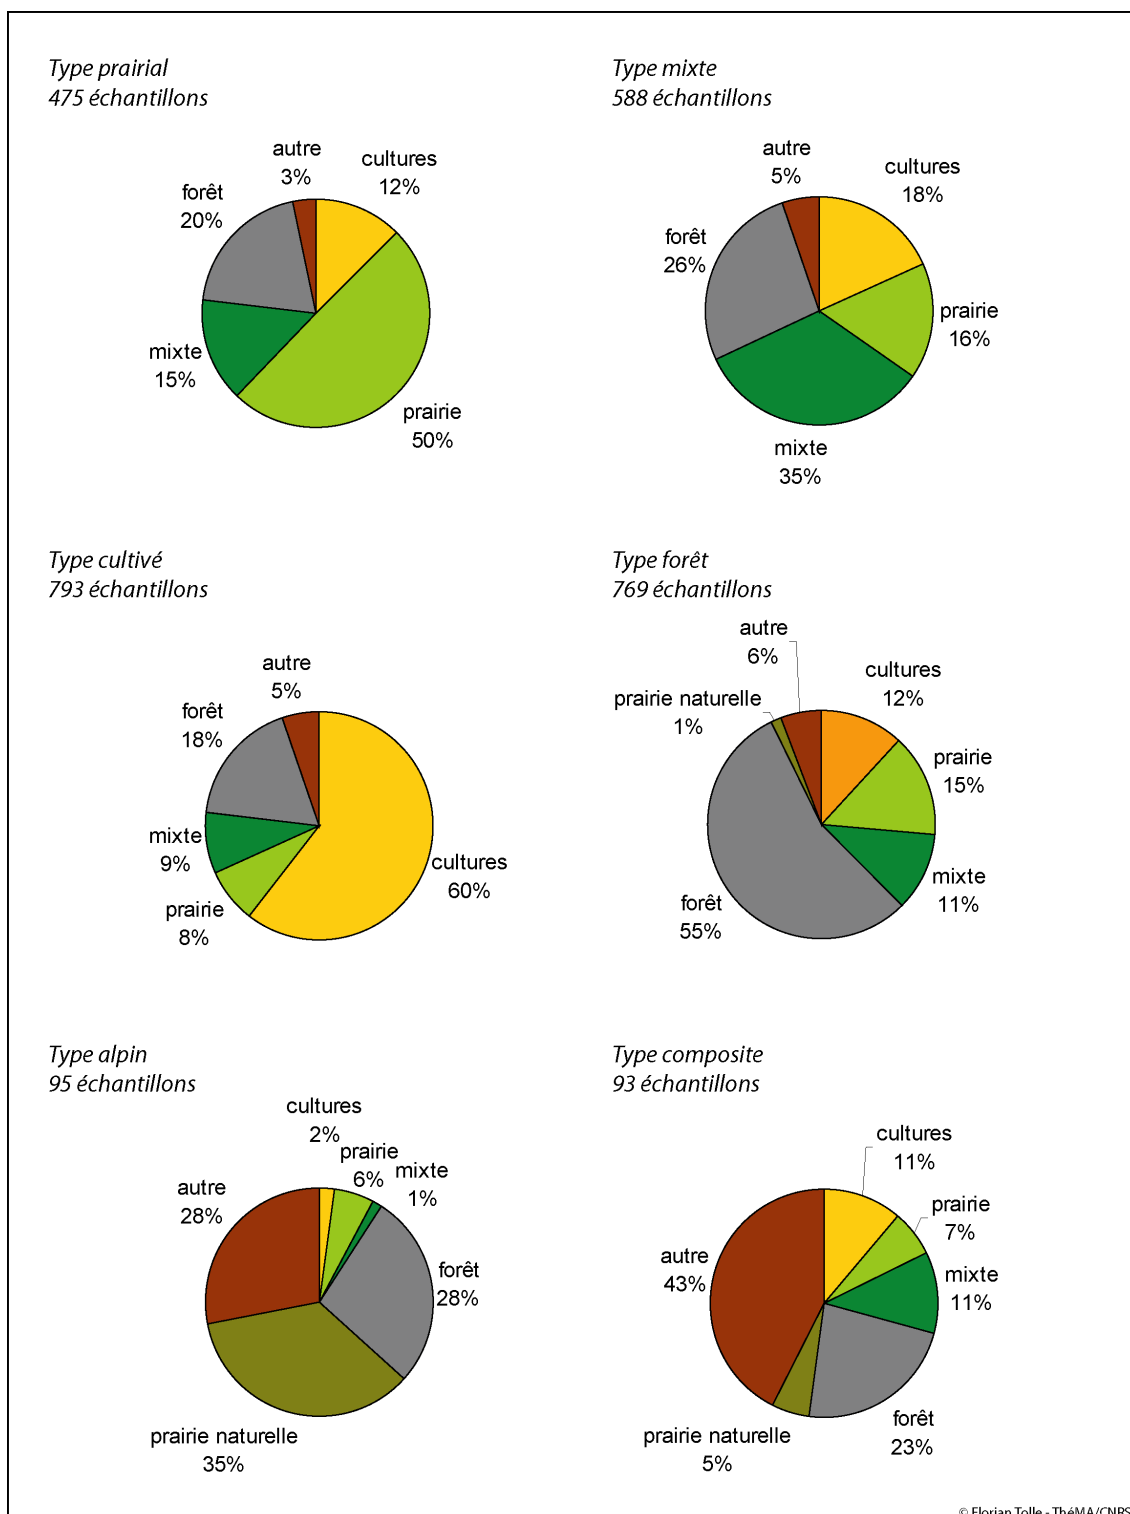 Type prairial
475 échantillons
autre
3%
cultures
12%
forêt
20%
mixte
15%
prairie
50%
Type mixte
588 échantillons
autre
5%
cultures
18%
forêt
26%
prairie
16%
mixte
35%
Type cultivé
793 échantillons
autre
5%
forêt
18%
mixte
9%
prairie
8%
cultures
60%
Type forêt
769 échantillons
autre
6%
cultures
12%
prairie naturelle
1%
prairie
15%
mixte
11%
forêt
55%
Type alpin
95 échantillons
cultures
2%
prairie
6%
mixte
1%
autre
28%
forêt
28%
prairie naturelle
35%
Type composite
93 échantillons
cultures
11%
prairie
7%
autre
43%
mixte
11%
forêt
23%
prairie naturelle
5%
© Florian Tolle - ThéMA/CNRS